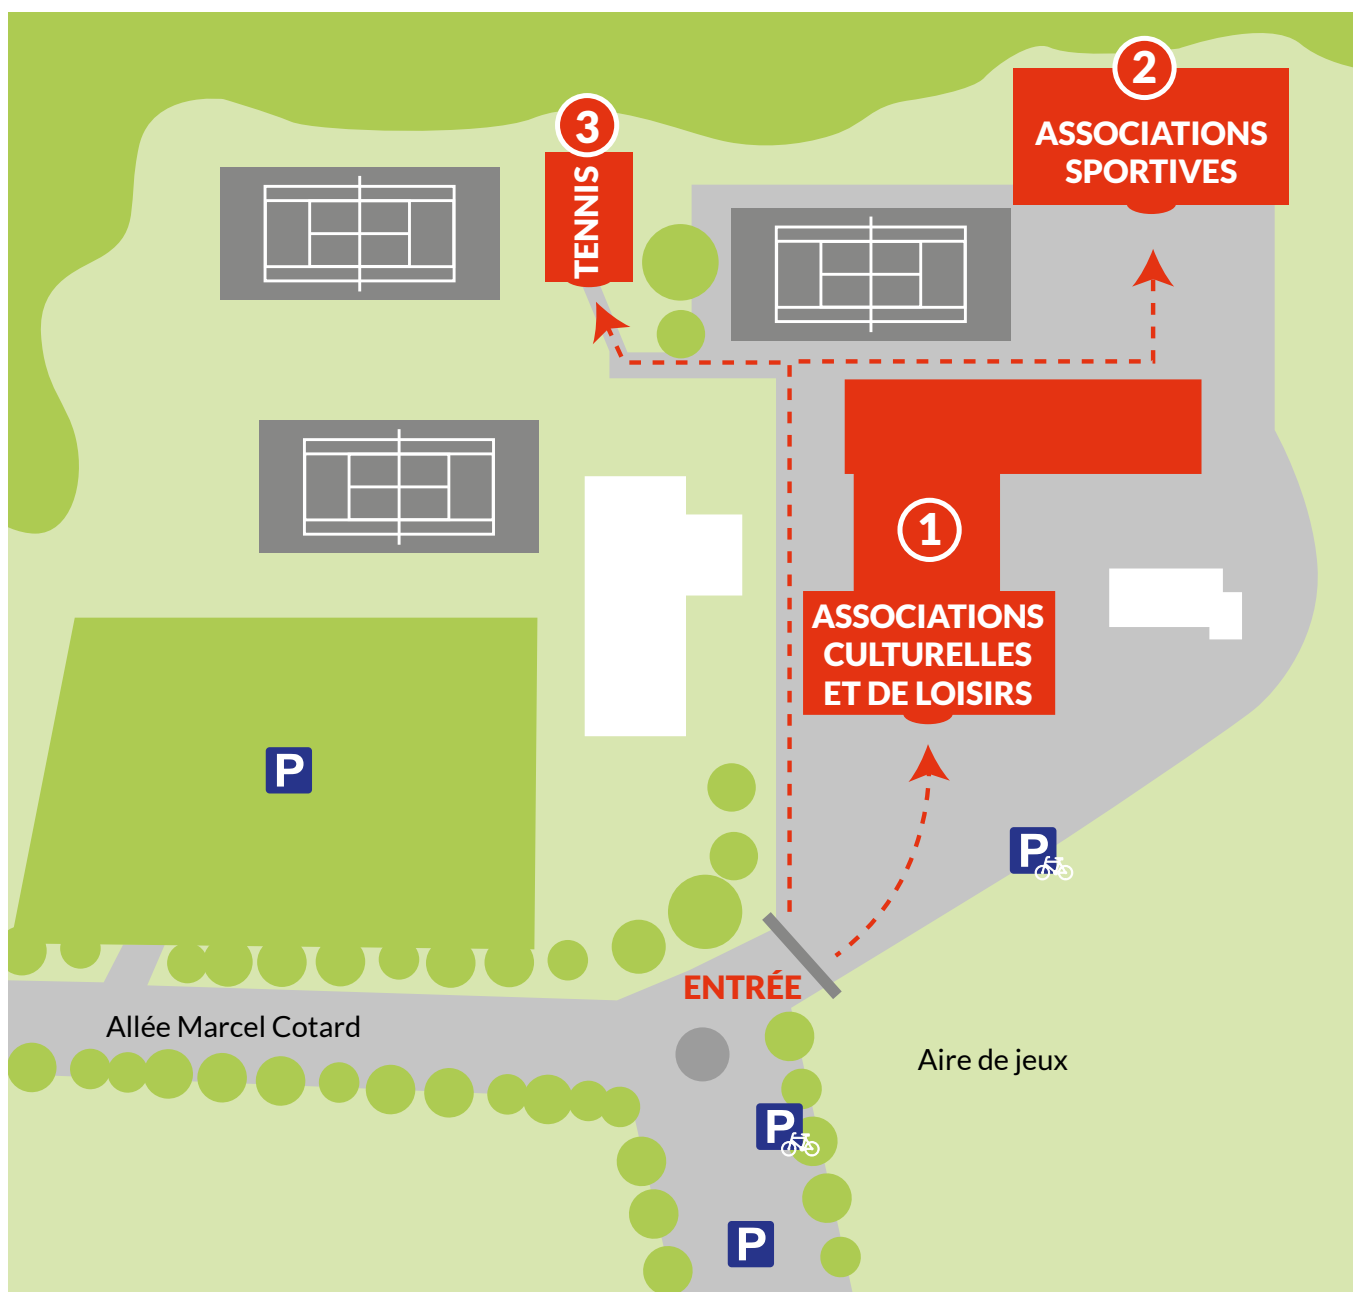 2
ASSOCIATIONS
SPORTIVES
3
TENNIS
1
ASSOCIATIONS
CULTURELLES
ET DE LOISIRS
P
P
ENTRÉE
Allée Marcel Cotard
Aire de jeux
P
P